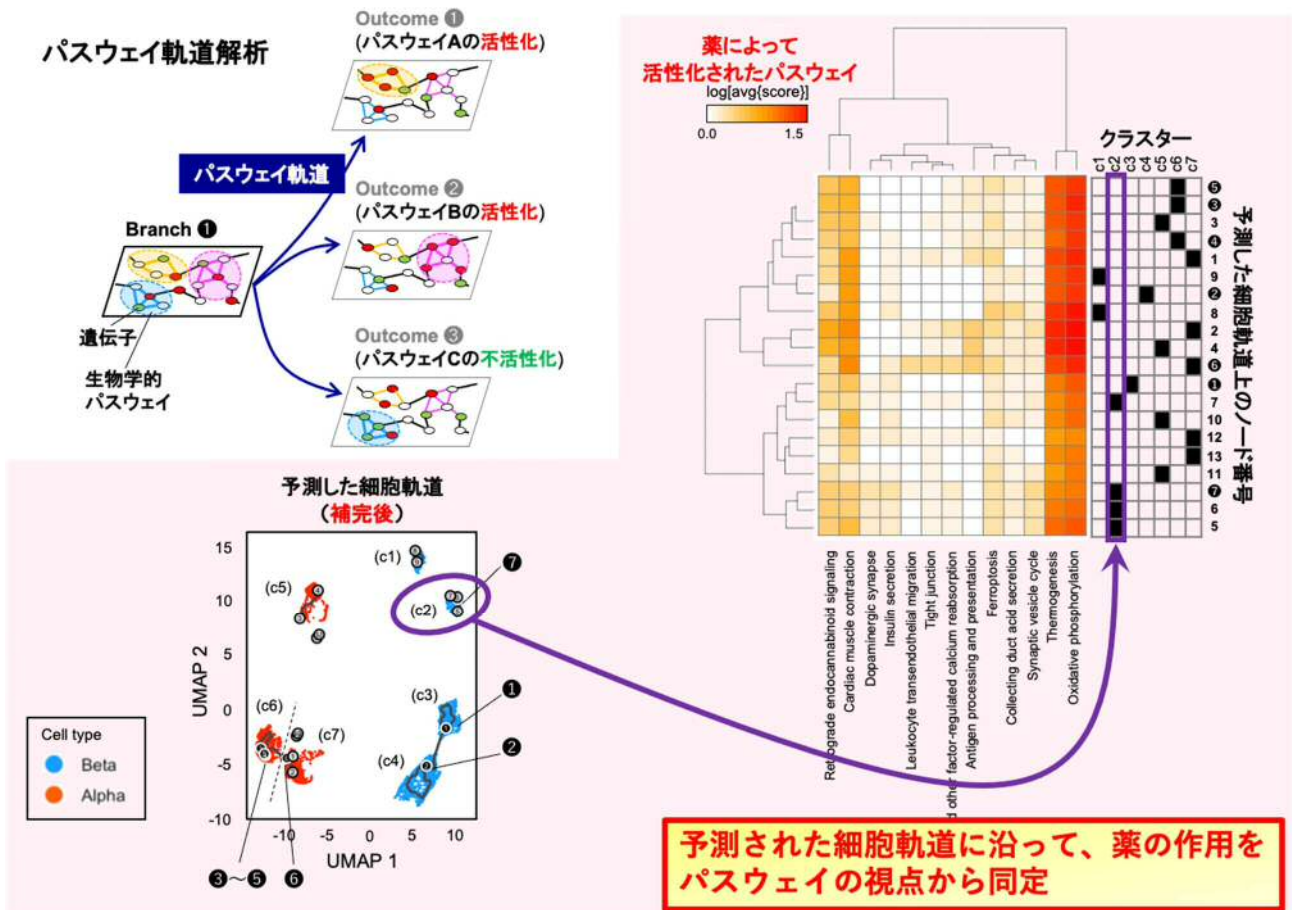 パスウェイ軌道解析
Outcome ❶
(パスウェイAの活性化)
パスウェイ軌道
Outcome ❷
(パスウェイBの活性化)
Branch ❶
遺伝子
生物学的
パスウェイ
Outcome ❸
(パスウェイCの不活性化)
薬によって
活性化されたパスウェイ
log[avg{score}]
0.0 1.5
クラスター
c1 c2 c3 c4 c5 c6 c7
❺
❸
3
❹
1
9
❷
8
2
4
❻
❶
7
10
12
13
11
❼
6
5
予測した細胞軌道上のノード番号
Retrograde endocannabinoid signaling
Cardiac muscle contraction
Dopaminergic synapse
Insulin secretion
Leukocyte transendothelial migration
Tight junction
d other factor-regulated calcium reabsorption
Antigen processing and presentation
Ferroptosis
Collecting duct acid secretion
Synaptic vesicle cycle
Thermogenesis
Oxidative phosphorylation
予測した細胞軌道
(補完後)
UMAP 2
15
10
5
0
-5
-10
(c1)
(c2)
❼
(c5)
(c3)
❶
(c6)
(c7)
(c4)
❷
-10 -5 0 5 10
UMAP 1
❸～❺ ❻
Cell type
Beta
Alpha
予測された細胞軌道に沿って、薬の作用を
パスウェイの視点から同定